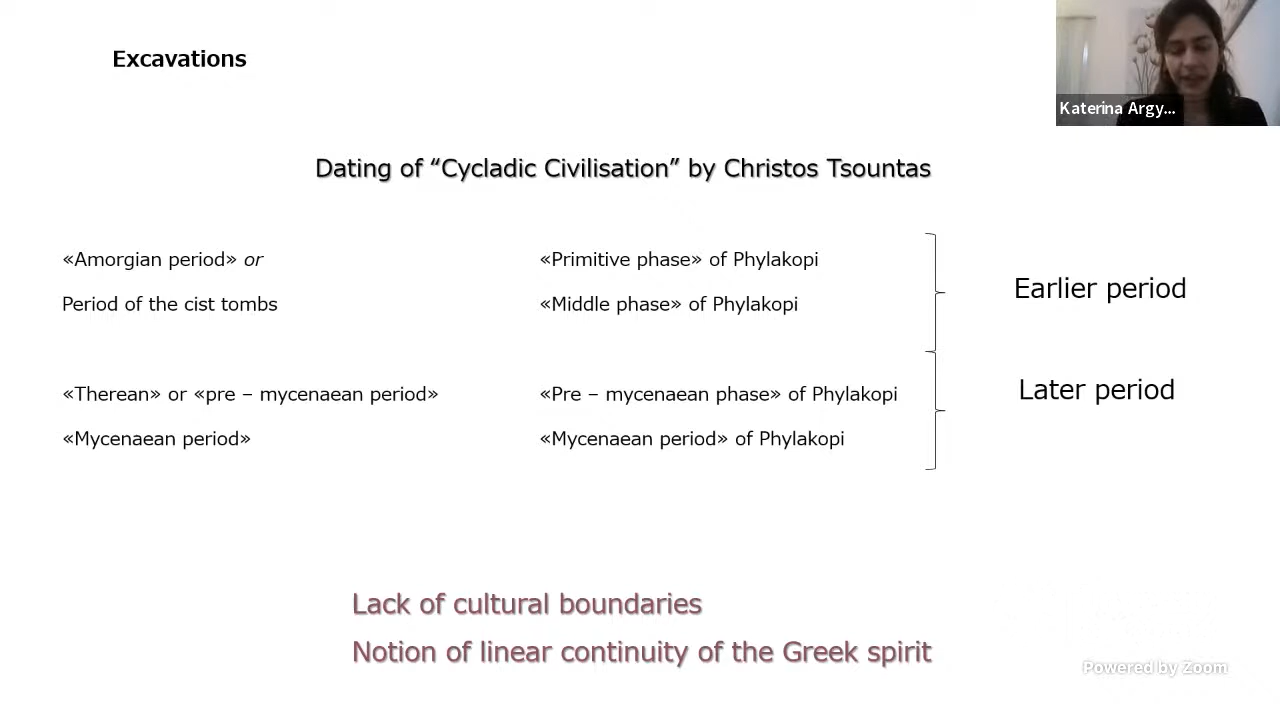 Excavations
Katerina Argy...
Dating of “Cycladic Civilisation” by Christos Tsountas
«Amorgian period» or
Period of the cist tombs
«Primitive phase» of Phylakopi
«Middle phase» of Phylakopi
Earlier period
«Therean» or «pre – mycenaean period»
«Mycenaean period»
«Pre – mycenaean phase» of Phylakopi
«Mycenaean period» of Phylakopi
Later period
Lack of cultural boundaries
Notion of linear continuity of the Greek spirit
Powered by Zoom